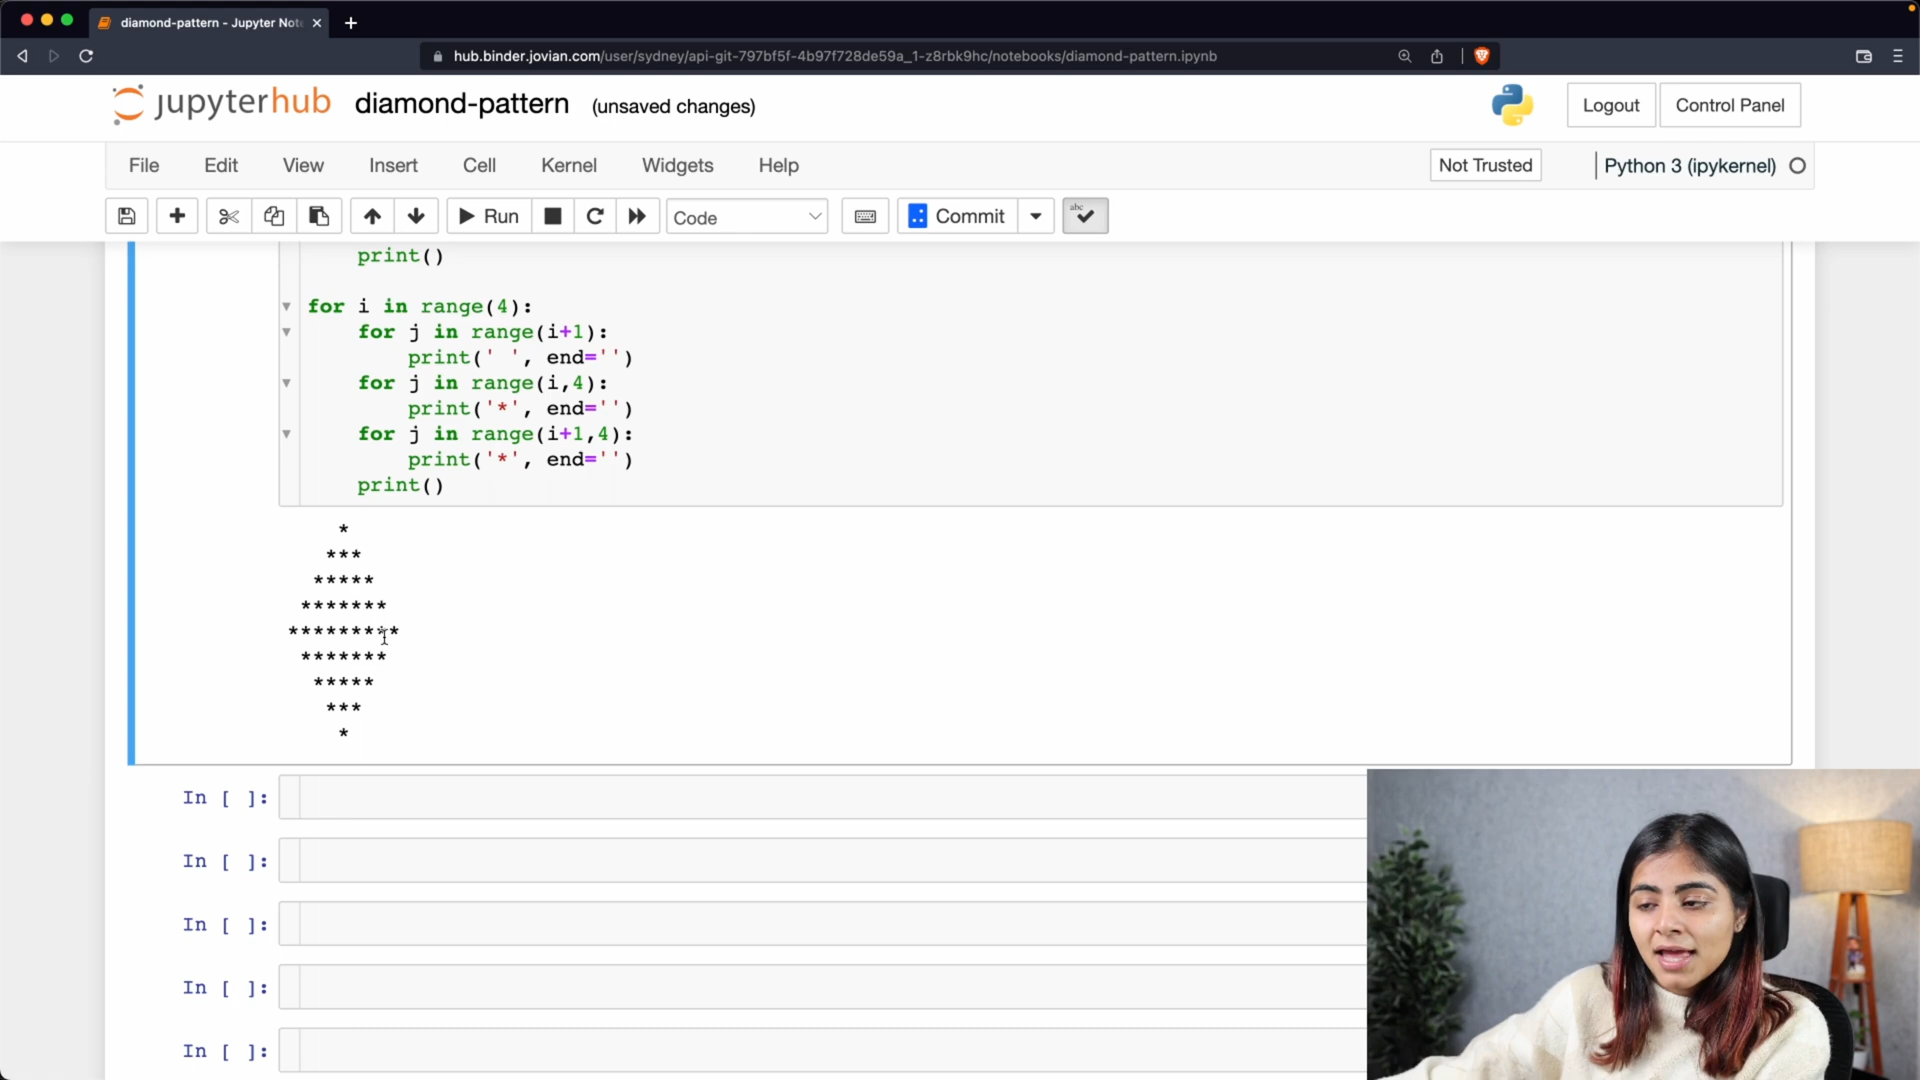 diamond-pattern - Jupyter Not
hub.binder.jovian.com/user/sydney/api-git-797bf5f-4b97f728de59a_1-z8rbk9hc/notebooks/diamond-pattern.ipynb
jupyterhub diamond-pattern (unsaved changes) Logout Control Panel
File Edit View Insert Cell Kernel Widgets Help Not Trusted Python 3 (ipykernel)
Run Code Commit abc
print()
for i in range(4):
for j in range(i+1):
print(' ', end='')
for j in range(i,4):
print('*', end='')
for j in range(i+1,4):
print('*', end='')
print()
*
***
*****
*******
*********
*******
*****
***
*
In [ ]:
In [ ]:
In [ ]:
In [ ]:
In [ ]: